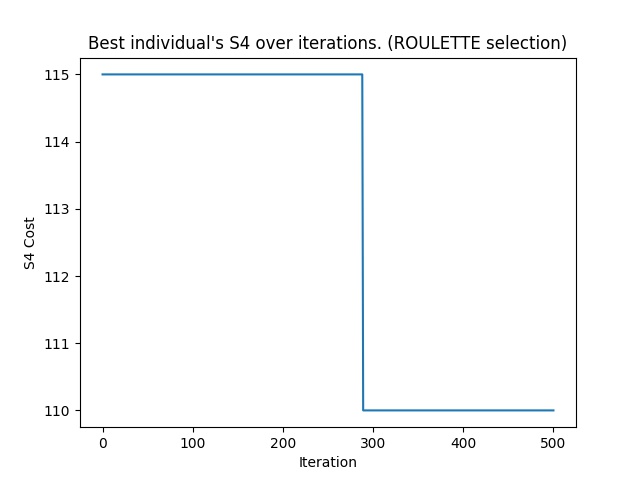 Best individual's S4 over iterations. (ROULETTE selection)
115
114
113
112
111
110
S4 Cost
0 100 200 300 400 500
Iteration